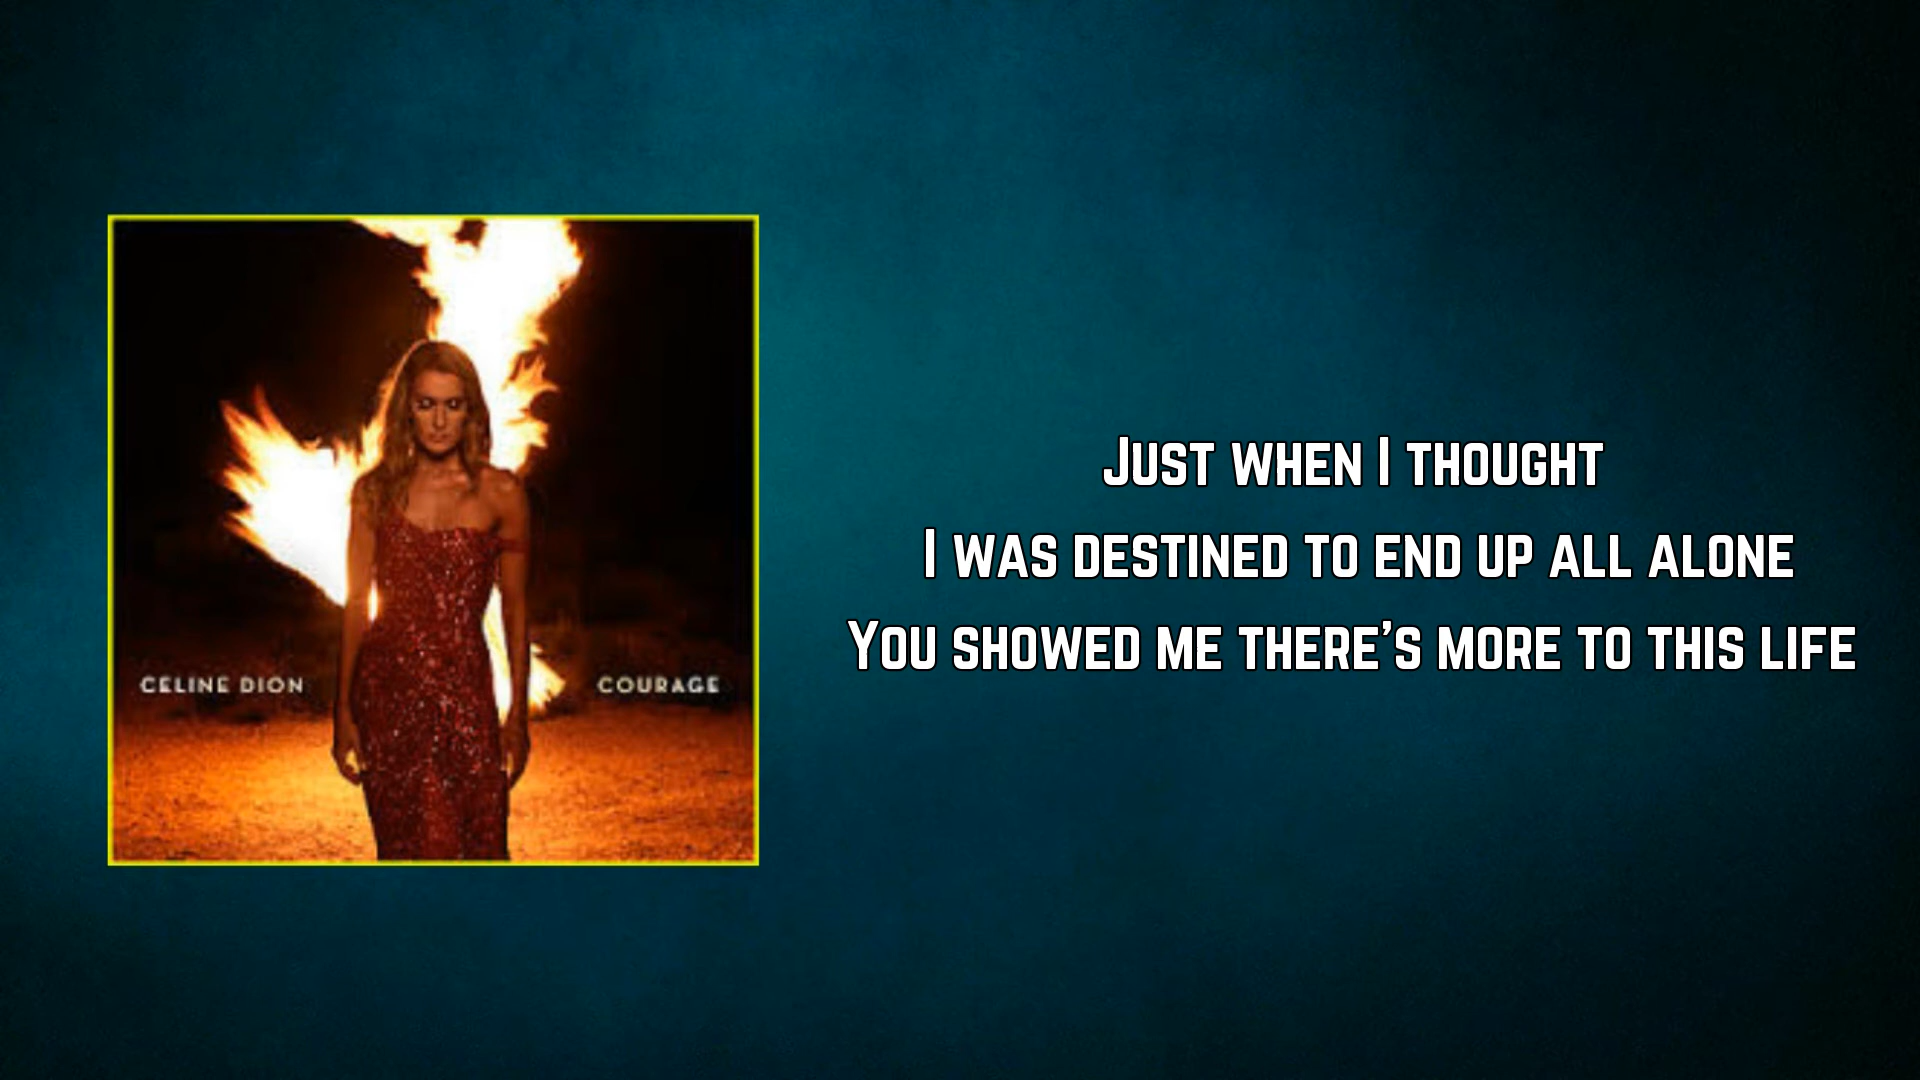 CELINE DION
COURAGE
Just when I thought
I was destined to end up all alone
You showed me there's more to this life